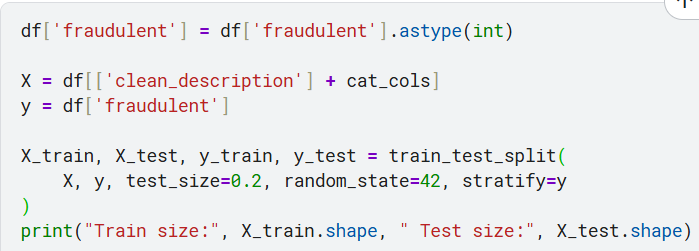 df['fraudulent'] = df['fraudulent'].astype(int)
X = df[['clean_description'] + cat_cols]
y = df['fraudulent']
X_train, X_test, y_train, y_test = train_test_split(
    X, y, test_size=0.2, random_state=42, stratify=y
)
print("Train size:", X_train.shape, " Test size:", X_test.shape)